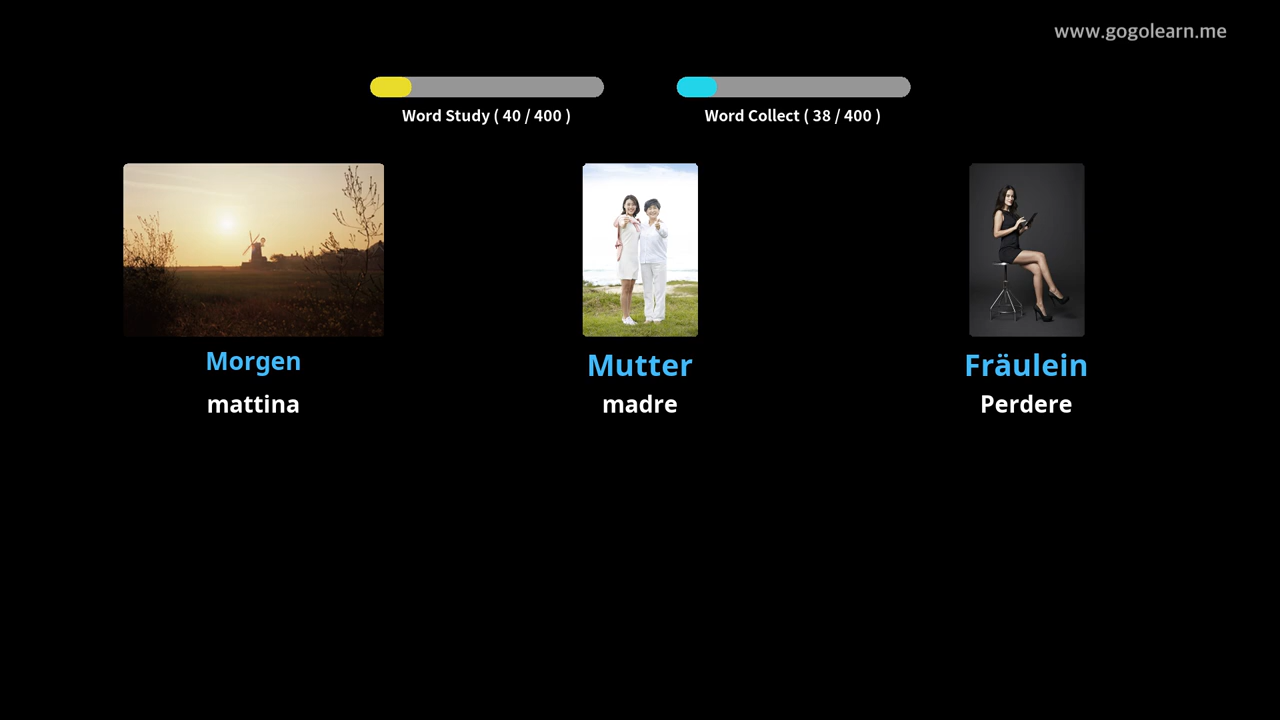 www.gogolearn.me
Word Study ( 40 / 400 )
Word Collect ( 38 / 400 )
Morgen
mattina
Mutter
madre
Fräulein
Perdere